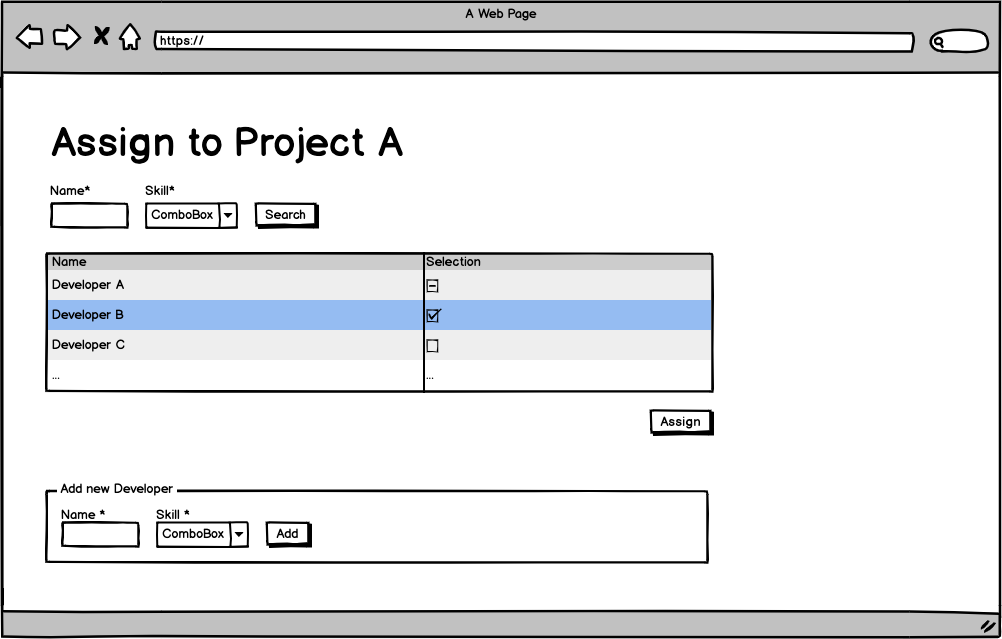 A Web Page
https://
Assign to Project A
Name* Skill*
ComboBox Search
Name Selection
Developer A
Developer B
Developer C
... ...
Assign
Add new Developer
Name * Skill *
ComboBox Add